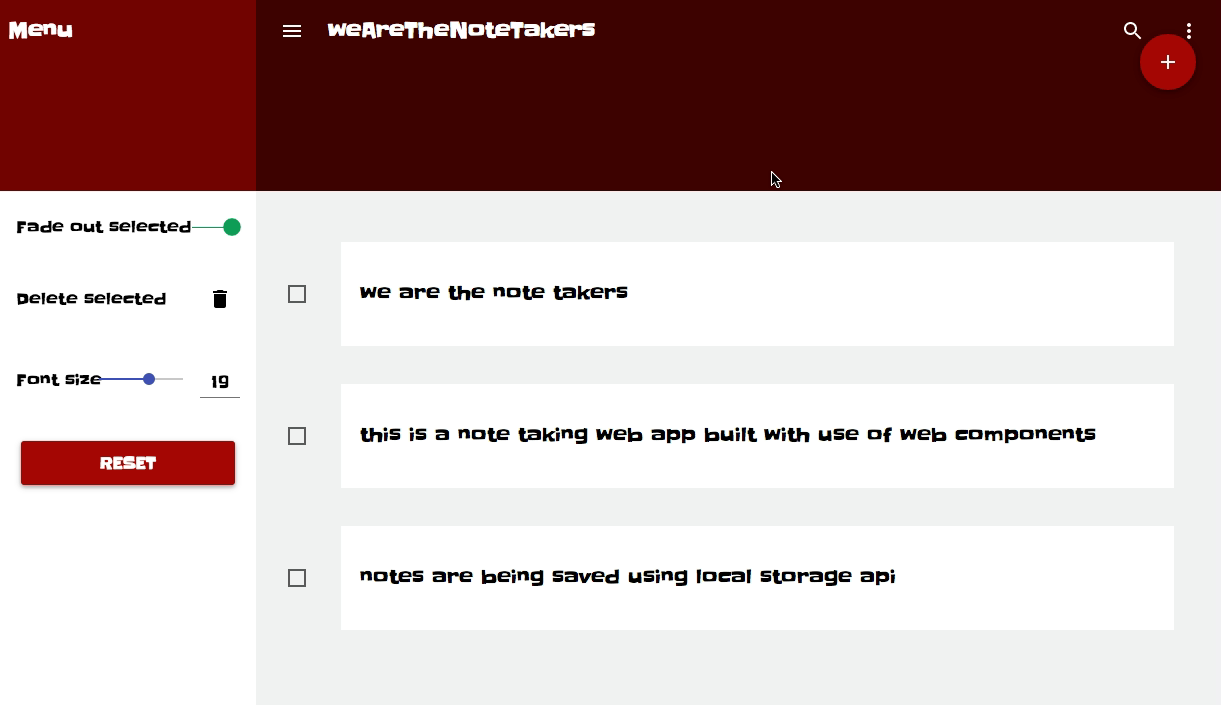 Menu
weAreTheNoteTakers
Fade out selected
Delete selected
Font size
19
RESET
we are the note takers
this is a note taking web app built with use of web components
notes are being saved using local storage api